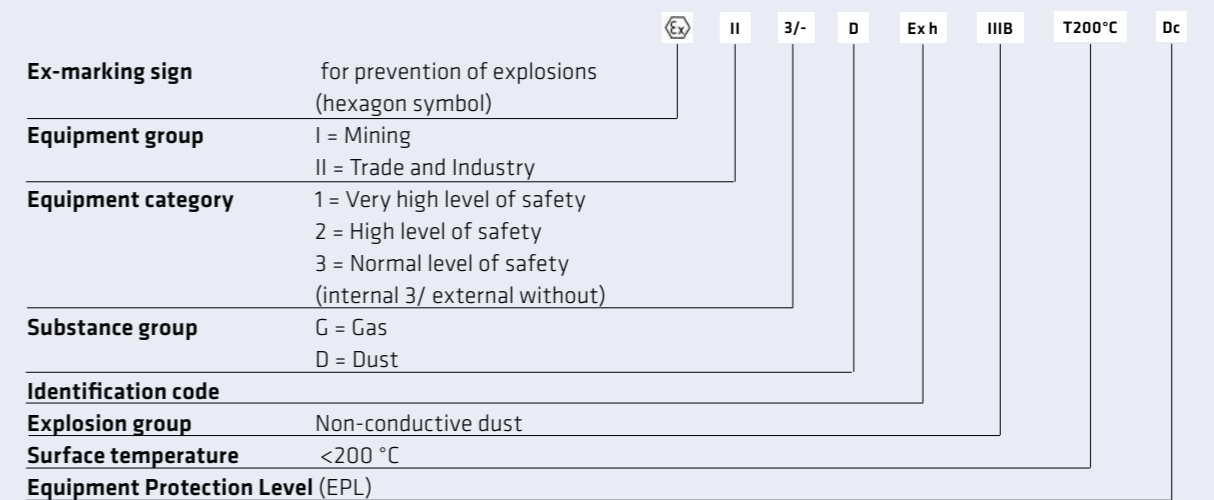 Ex II 3/- D Ex h IIIB T200°C Dc
Ex-marking sign for prevention of explosions
(hexagon symbol)
Equipment group I = Mining
II = Trade and Industry
Equipment category 1 = Very high level of safety
2 = High level of safety
3 = Normal level of safety
(internal 3/ external without)
Substance group G = Gas
D = Dust
Identification code
Explosion group Non-conductive dust
Surface temperature <200 °C
Equipment Protection Level (EPL)